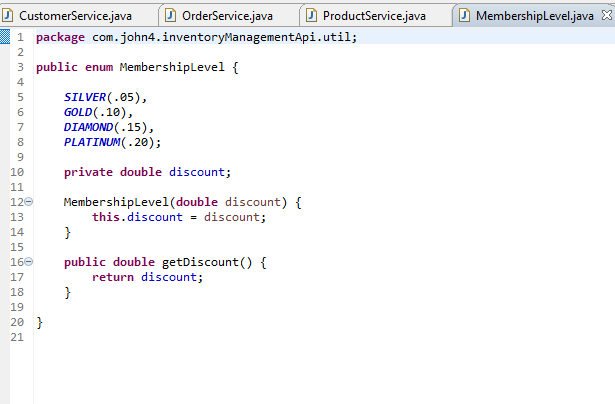 CustomerService.java OrderService.java ProductService.java MembershipLevel.java
1 package com.john4.inventoryManagementApi.util;
2
3 public enum MembershipLevel {
4
5     SILVER(.05),
6     GOLD(.10),
7     DIAMOND(.15),
8     PLATINUM(.20);
9
10     private double discount;
11
12     MembershipLevel(double discount) {
13         this.discount = discount;
14     }
15
16     public double getDiscount() {
17         return discount;
18     }
19
20 }
21